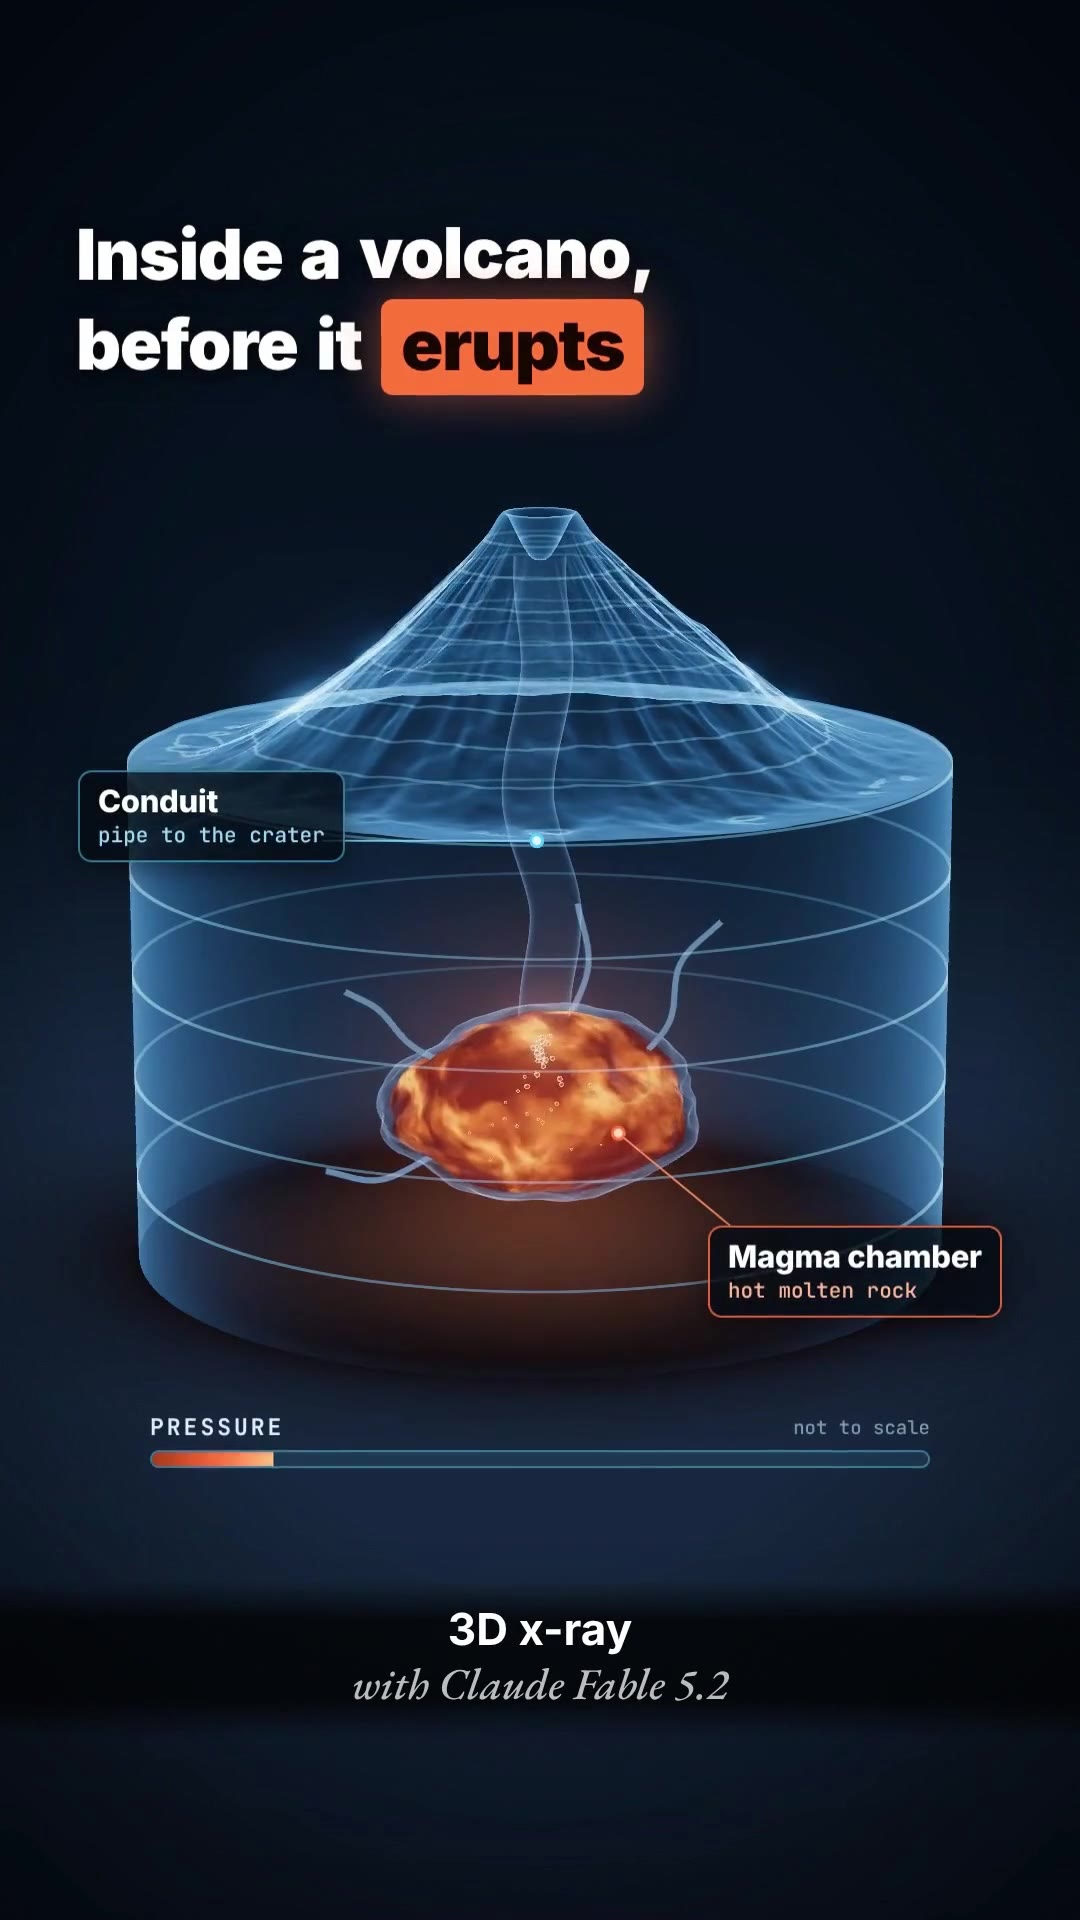 Inside a volcano,
before it erupts
Conduit
pipe to the crater
Magma chamber
hot molten rock
PRESSURE
not to scale
3D x-ray
with Claude Fable 5.2